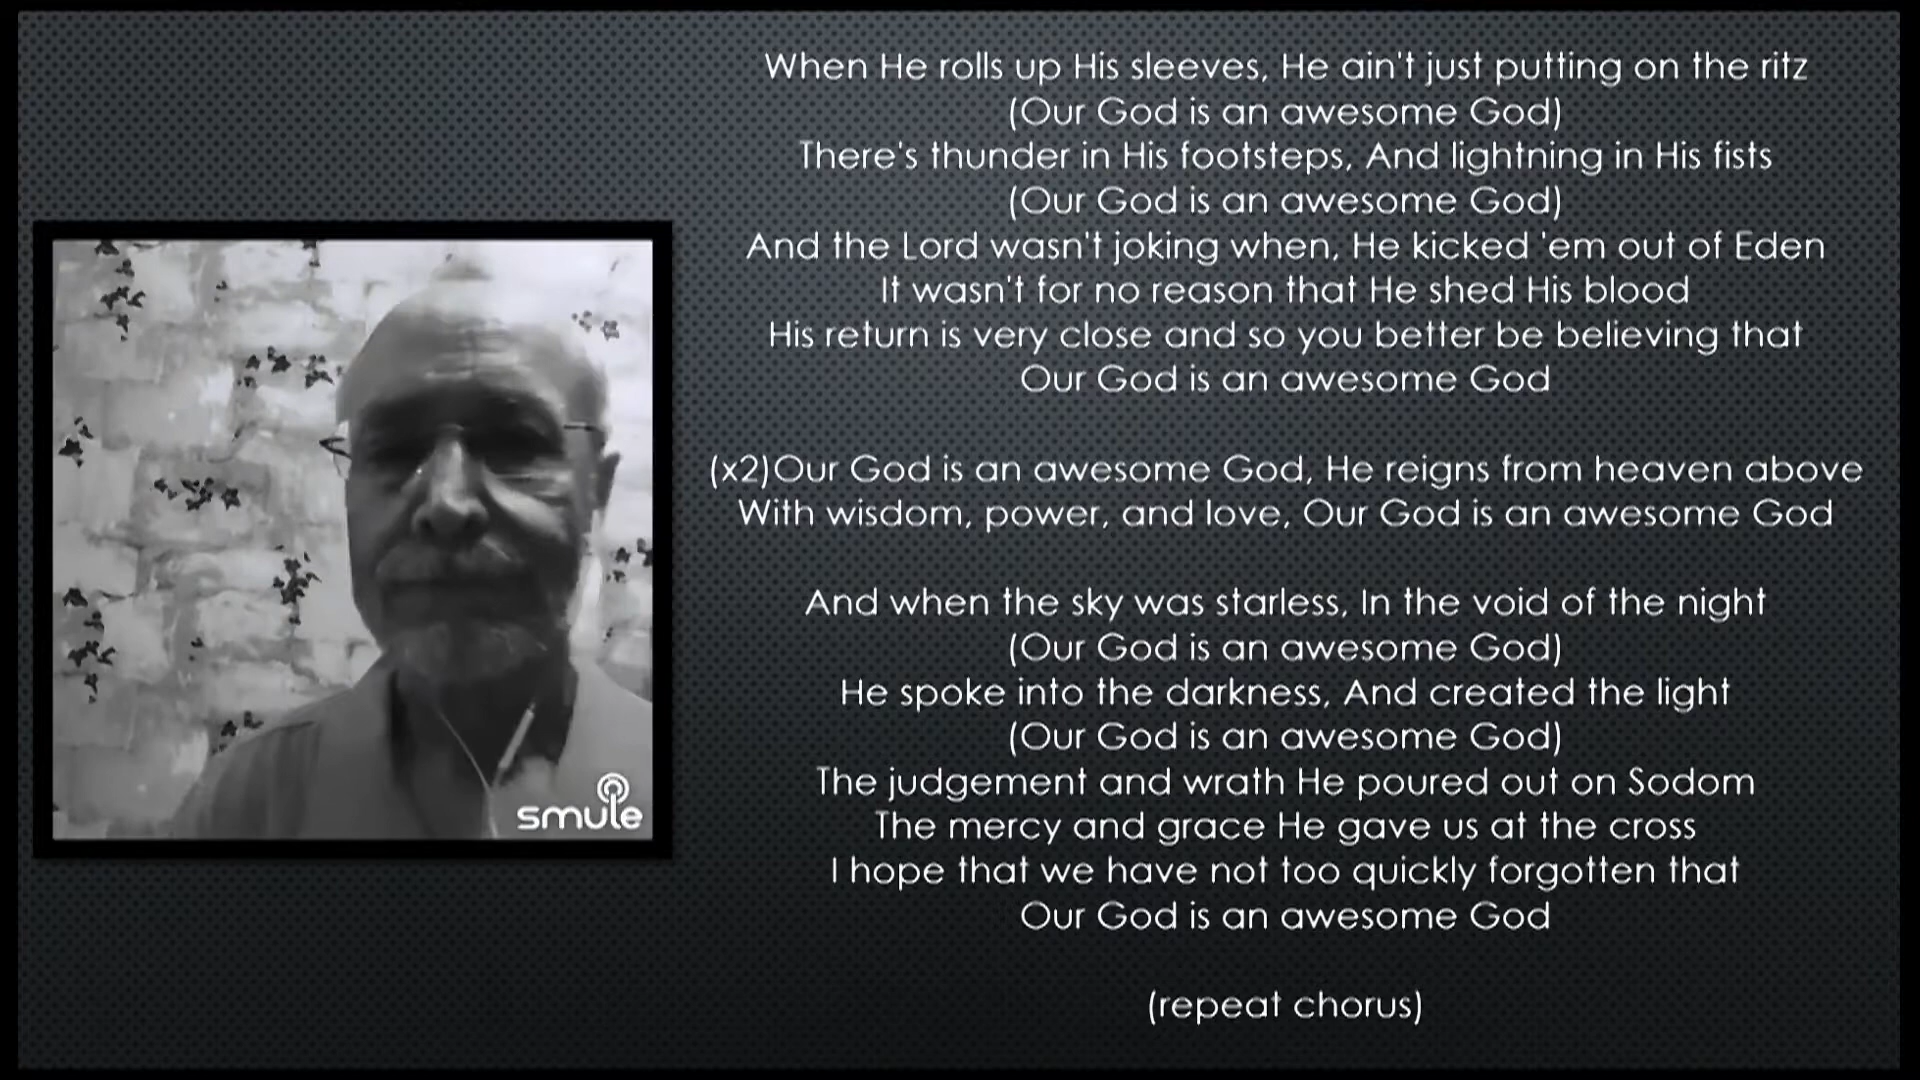 When He rolls up His sleeves, He ain't just putting on the ritz
(Our God is an awesome God)
There's thunder in His footsteps, And lightning in His fists
(Our God is an awesome God)
And the Lord wasn't joking when, He kicked 'em out of Eden
It wasn't for no reason that He shed His blood
His return is very close and so you better be believing that
Our God is an awesome God
(x2)Our God is an awesome God, He reigns from heaven above
With wisdom, power, and love, Our God is an awesome God
And when the sky was starless, In the void of the night
(Our God is an awesome God)
He spoke into the darkness, And created the light
(Our God is an awesome God)
The judgement and wrath He poured out on Sodom
The mercy and grace He gave us at the cross
I hope that we have not too quickly forgotten that
Our God is an awesome God
(repeat chorus)
smule